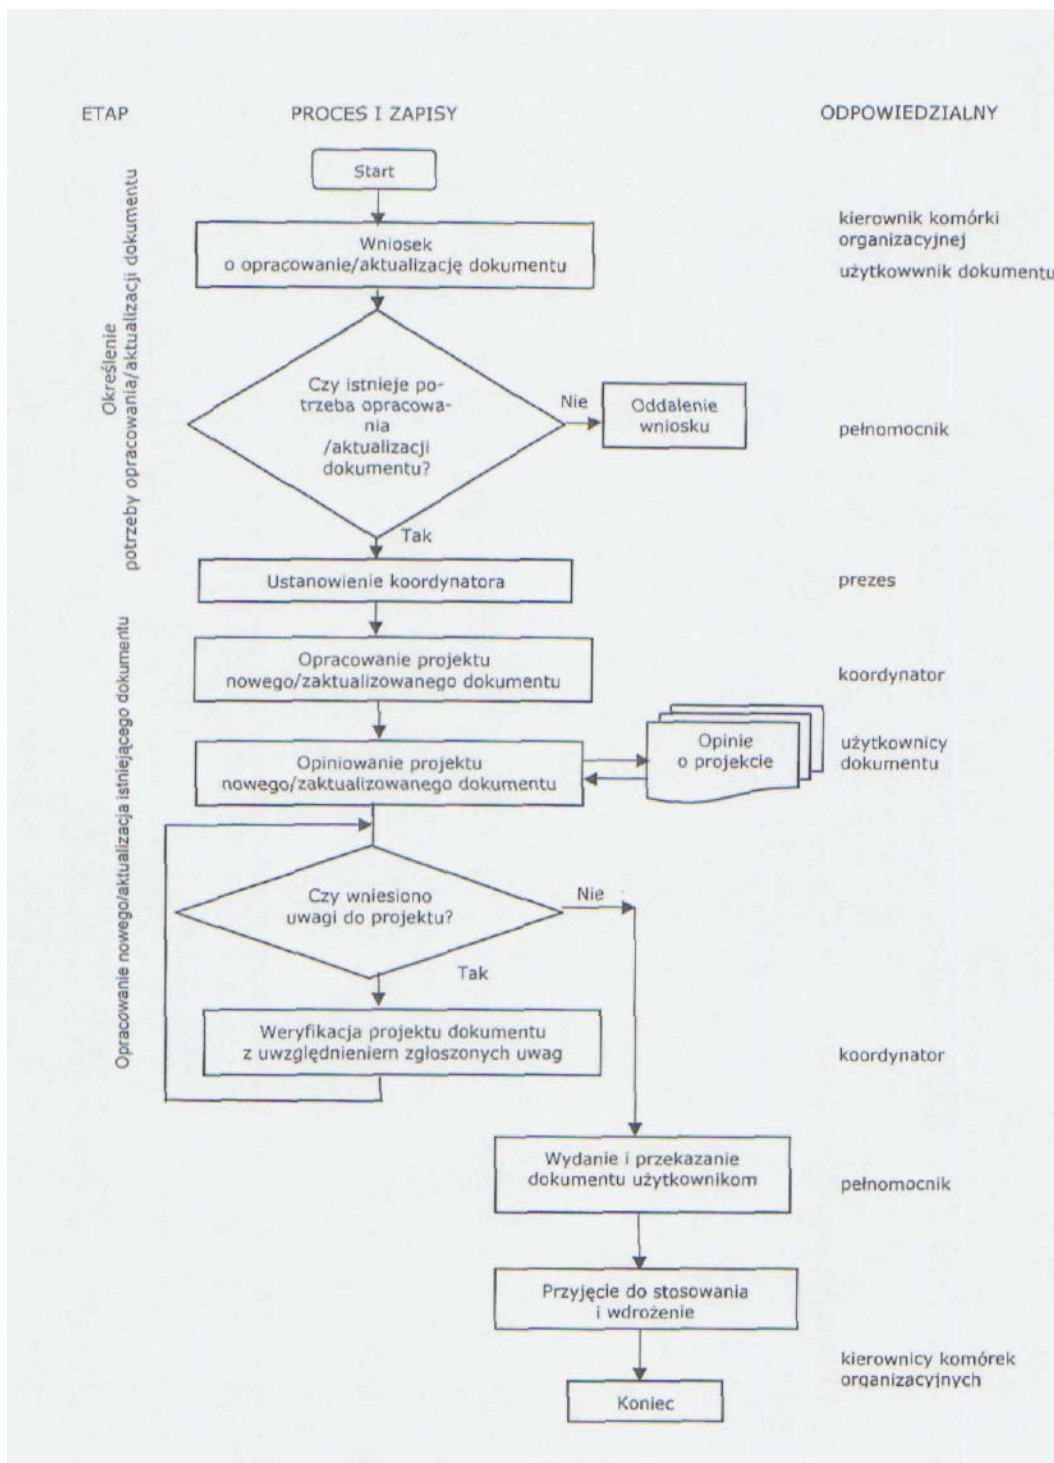 ETAP
PROCES I ZAPISY
ODPOWIEDZIALNY
Określenie
potrzeby opracowania/aktualizacji dokumentu
Start
Wniosek
o opracowanie/aktualizację dokumentu
kierownik komórki
organizacyjnej
użytkowwnik dokumentu
Czy istnieje po-
trzeba opracowa-
nia
/aktualizacji
dokumentu?
Nie
Oddalenie
wniosku
pełnomocnik
Tak
Ustanowienie koordynatora
prezes
Opracowanie nowego/aktualizacja istniejącego dokumentu
Opracowanie projektu
nowego/zaktualizowanego dokumentu
koordynator
Opiniowanie projektu
nowego/zaktualizowanego dokumentu
Opinie
o projekcie
użytkownicy
dokumentu
Czy wniesiono
uwagi do projektu?
Nie
Tak
Weryfikacja projektu dokumentu
z uwzględnieniem zgłoszonych uwag
koordynator
Wydanie i przekazanie
dokumentu użytkownikom
pełnomocnik
Przyjęcie do stosowania
i wdrożenie
kierownicy komórek
organizacyjnych
Koniec